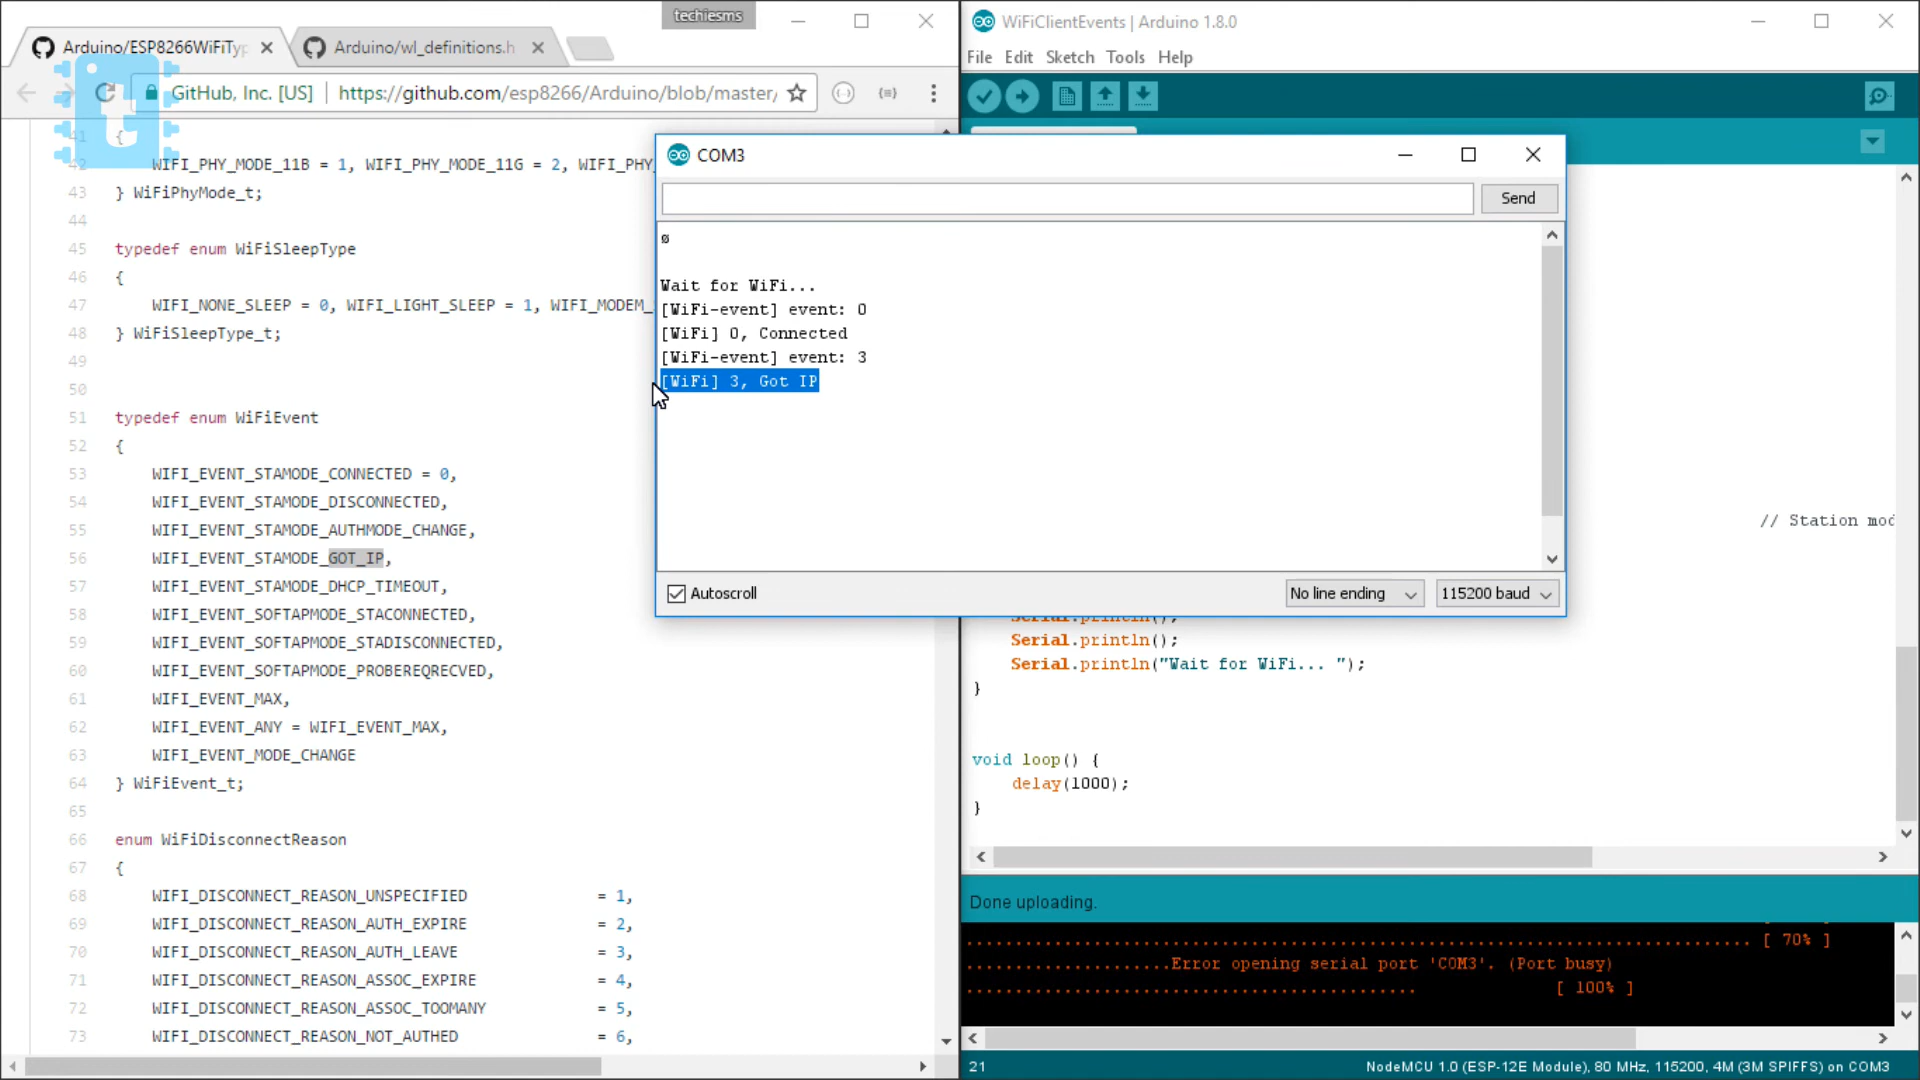 techiesms
Arduino/ESP8266WiFiTyp
Arduino/wl_definitions.h
GitHub, Inc. [US]
https://github.com/esp8266/Arduino/blob/master/
41 {
42 WIFI_PHY_MODE_11B = 1, WIFI_PHY_MODE_11G = 2, WIFI_PHY_
43 } WiFiPhyMode_t;
44
45 typedef enum WiFiSleepType
46 {
47 WIFI_NONE_SLEEP = 0, WIFI_LIGHT_SLEEP = 1, WIFI_MODEM_
48 } WiFiSleepType_t;
49
50
51 typedef enum WiFiEvent
52 {
53 WIFI_EVENT_STAMODE_CONNECTED = 0,
54 WIFI_EVENT_STAMODE_DISCONNECTED,
55 WIFI_EVENT_STAMODE_AUTHMODE_CHANGE,
56 WIFI_EVENT_STAMODE_GOT_IP,
57 WIFI_EVENT_STAMODE_DHCP_TIMEOUT,
58 WIFI_EVENT_SOFTAPMODE_STACONNECTED,
59 WIFI_EVENT_SOFTAPMODE_STADISCONNECTED,
60 WIFI_EVENT_SOFTAPMODE_PROBEREQRECVED,
61 WIFI_EVENT_MAX,
62 WIFI_EVENT_ANY = WIFI_EVENT_MAX,
63 WIFI_EVENT_MODE_CHANGE
64 } WiFiEvent_t;
65
66 enum WiFiDisconnectReason
67 {
68 WIFI_DISCONNECT_REASON_UNSPECIFIED = 1,
69 WIFI_DISCONNECT_REASON_AUTH_EXPIRE = 2,
70 WIFI_DISCONNECT_REASON_AUTH_LEAVE = 3,
71 WIFI_DISCONNECT_REASON_ASSOC_EXPIRE = 4,
72 WIFI_DISCONNECT_REASON_ASSOC_TOOMANY = 5,
73 WIFI_DISCONNECT_REASON_NOT_AUTHED = 6,
WiFiClientEvents | Arduino 1.8.0
File Edit Sketch Tools Help
COM3
Send
ø
Wait for WiFi...
[WiFi-event] event: 0
[WiFi] 0, Connected
[WiFi-event] event: 3
[WiFi] 3, Got IP
Autoscroll
No line ending
115200 baud
// Station mod
Serial.println();
Serial.println();
Serial.println("Wait for WiFi... ");
}
void loop() {
delay(1000);
}
Done uploading.
................................................................................ [ 70% ]
.....................Error opening serial port 'COM3'. (Port busy)
.............................................. [ 100% ]
21
NodeMCU 1.0 (ESP-12E Module), 80 MHz, 115200, 4M (3M SPIFFS) on COM3